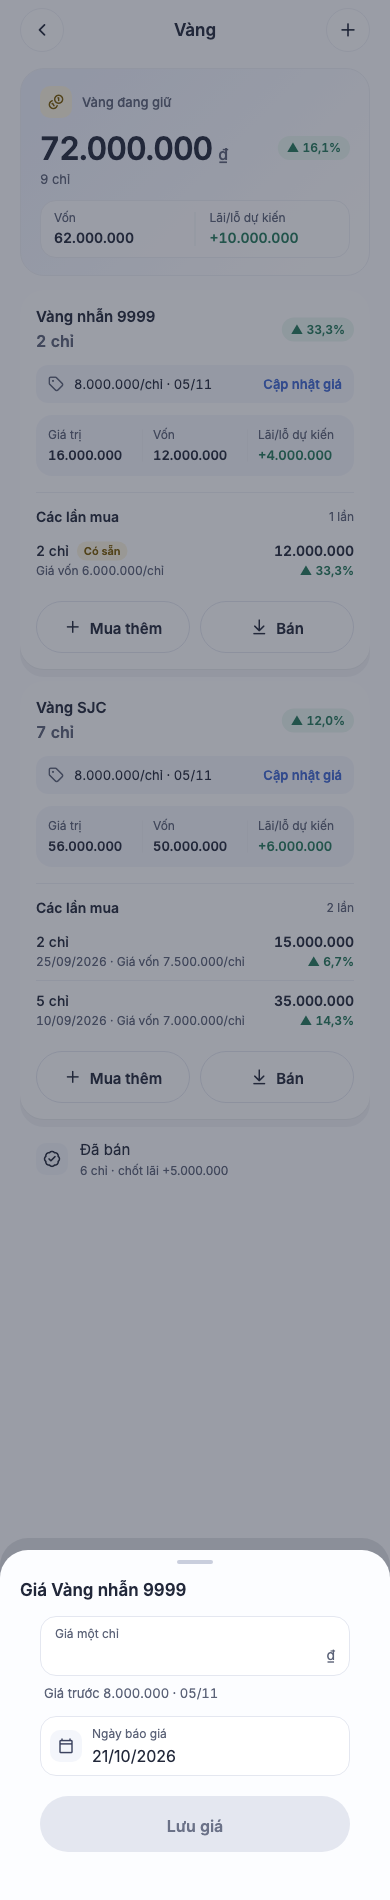 Vàng
Vàng đang giữ
72.000.000 ₫
▲ 16,1%
9 chỉ
Vốn
Lãi/lỗ dự kiến
62.000.000
+10.000.000
Vàng nhẫn 9999
2 chỉ
▲ 33,3%
8.000.000/chỉ · 05/11
Cập nhật giá
Giá trị
Vốn
Lãi/lỗ dự kiến
16.000.000
12.000.000
+4.000.000
Các lần mua
1 lần
2 chỉ
Có sẵn
12.000.000
Giá vốn 6.000.000/chỉ
▲ 33,3%
Mua thêm
Bán
Vàng SJC
7 chỉ
▲ 12,0%
8.000.000/chỉ · 05/11
Cập nhật giá
Giá trị
Vốn
Lãi/lỗ dự kiến
56.000.000
50.000.000
+6.000.000
Các lần mua
2 lần
2 chỉ
15.000.000
25/09/2026 · Giá vốn 7.500.000/chỉ
▲ 6,7%
5 chỉ
35.000.000
10/09/2026 · Giá vốn 7.000.000/chỉ
▲ 14,3%
Mua thêm
Bán
Đã bán
6 chỉ · chốt lãi +5.000.000
Giá Vàng nhẫn 9999
Giá một chỉ
₫
Giá trước 8.000.000 · 05/11
Ngày báo giá
21/10/2026
Lưu giá